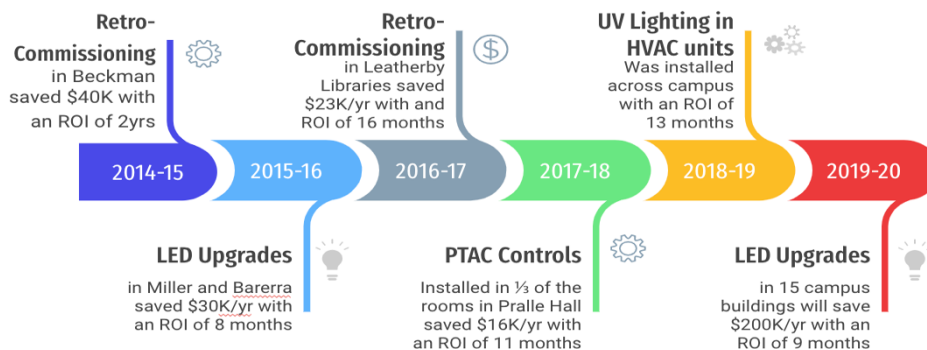 Retro-
Commissioning
in Beckman
saved $40K with
an ROI of 2yrs
Retro-
Commissioning
in Leatherby
Libraries saved
$23K/yr with and
ROI of 16 months
UV Lighting in
HVAC units
Was installed
across campus
with an ROI of
13 months
2014-15
2015-16
2016-17
2017-18
2018-19
2019-20
LED Upgrades
in Miller and Barerra
saved $30K/yr with
an ROI of 8 months
PTAC Controls
Installed in ⅓ of the
rooms in Pralle Hall
saved $16K/yr with
an ROI of 11 months
LED Upgrades
in 15 campus
buildings will save
$200K/yr with an
ROI of 9 months